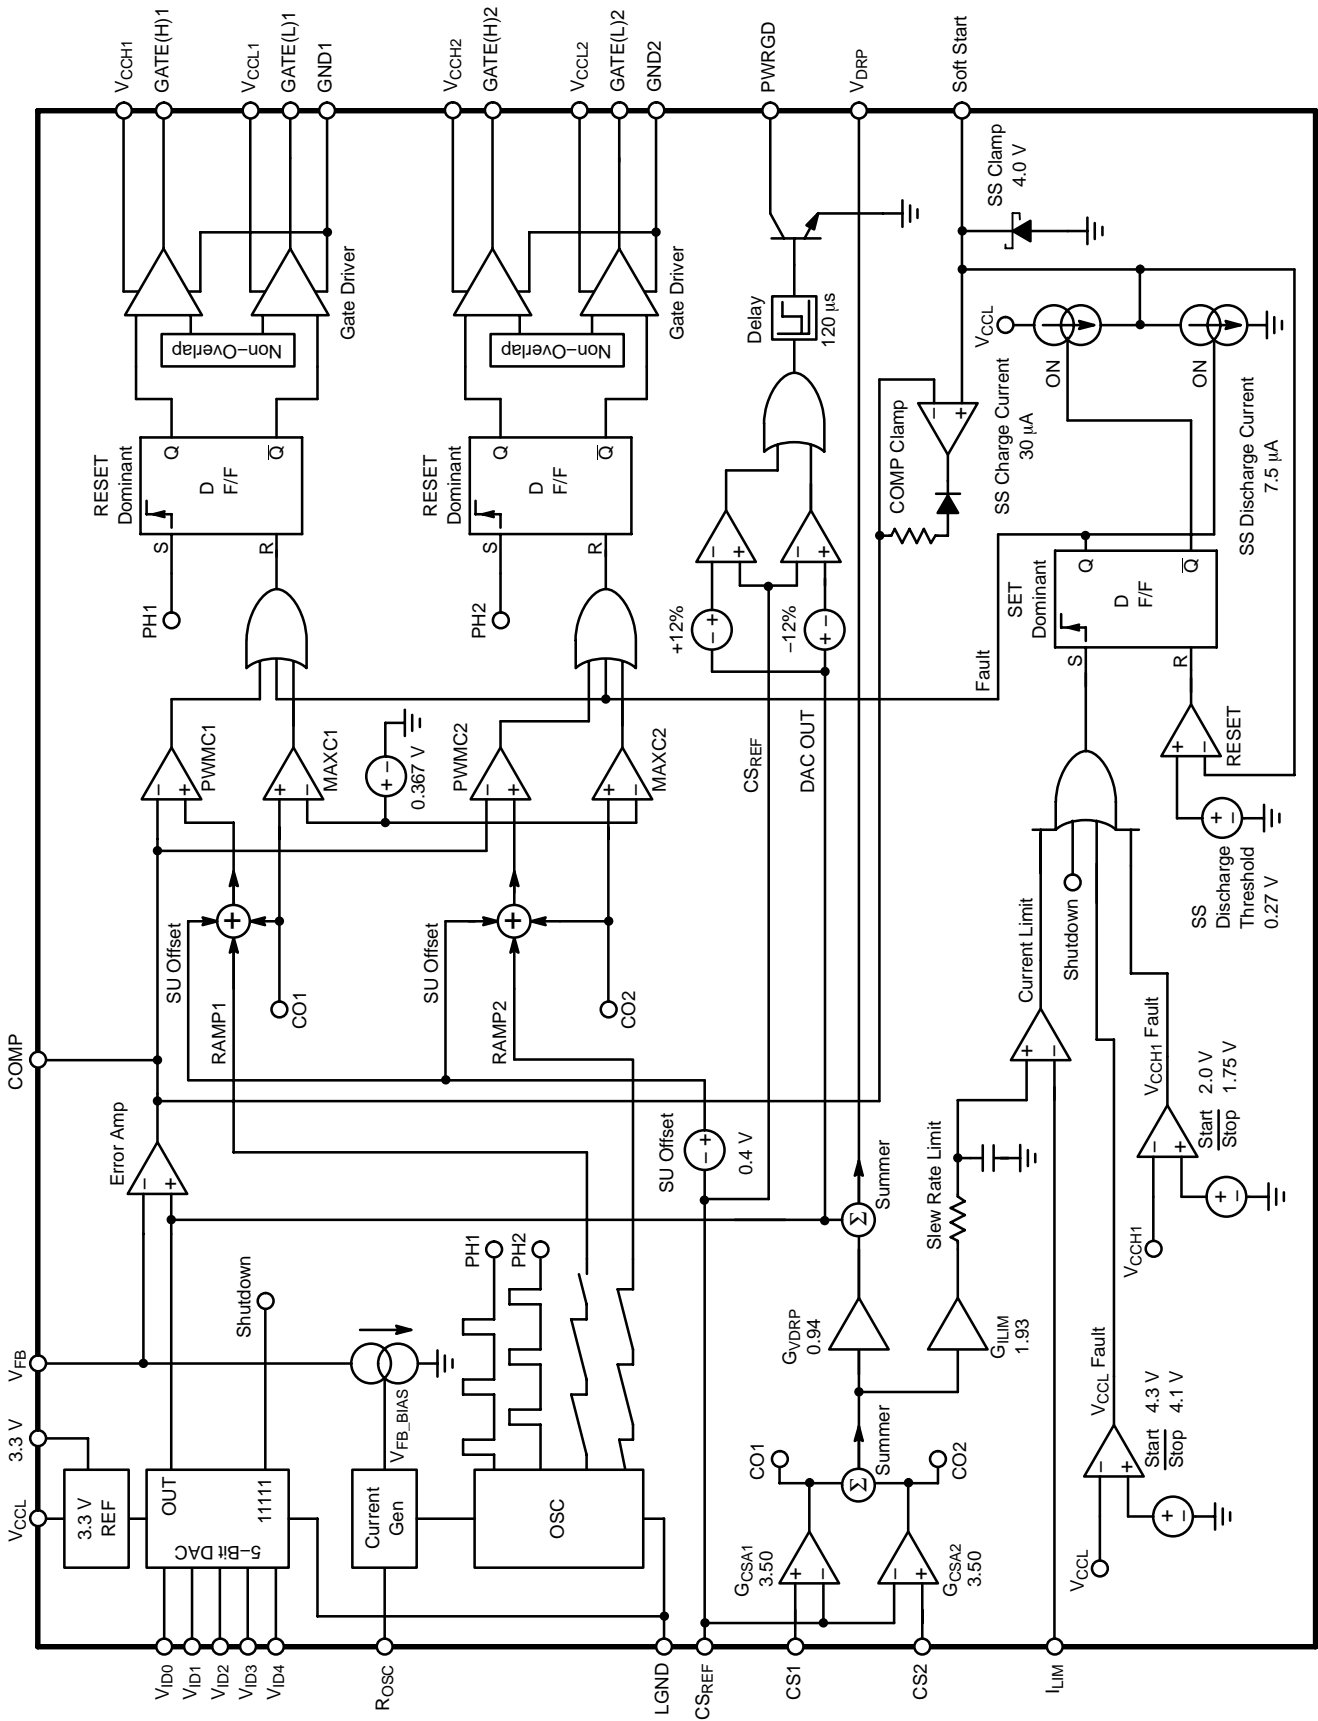 VCCH1
GATE(H)1
VCCL1
GATE(L)1
GND1
VCCH2
GATE(H)2
VCCL2
GATE(L)2
GND2
PWRGD
VDRP
Soft Start
Gate Driver
Non–Overlap
Gate Driver
Non–Overlap
SS Clamp
4.0 V
Delay
120 μs
VCCL
ON
ON
RESET
Dominant
S
R
Q
Q
D
F/F
RESET
Dominant
S
R
Q
Q
D
F/F
COMP Clamp
–
+
SS Charge Current
30 μA
SS Discharge Current
7.5 μA
SET
Dominant
S
R
Q
Q
D
F/F
PH1
PH2
+12%
– +
–12%
+ –
–
+
–
+
Fault
PWMC1
–
+
MAXC1
+
–
+ –
0.367 V
PWMC2
–
+
MAXC2
+
–
CSREF
DAC OUT
RESET
+
–
+ –
SS
Discharge
Threshold
0.27 V
COMP
SU Offset
+
RAMP1
CO1
SU Offset
+
RAMP2
CO2
Current Limit
+
–
Shutdown
Error Amp
–
+
SU Offset
– +
0.4 V
Σ
Summer
Slew Rate Limit
VCCH1 Fault
–
+
Start 2.0 V
Stop 1.75 V
+ –
VCCH1
VFB
3.3 V
VCCL
Shutdown
PH1
PH2
VFB_BIAS
GVDRP
0.94
GILIM
1.93
VCCL Fault
–
+
Start 4.3 V
Stop 4.1 V
+ –
VCCL
3.3 V
REF
OUT
11111
5–Bit DAC
Current
Gen
OSC
CO1
Σ
Summer
CO2
GCSA1
3.50
+
–
GCSA2
3.50
–
+
VID0
VID1
VID2
VID3
VID4
ROSC
LGND
CSREF
CS1
CS2
ILIM